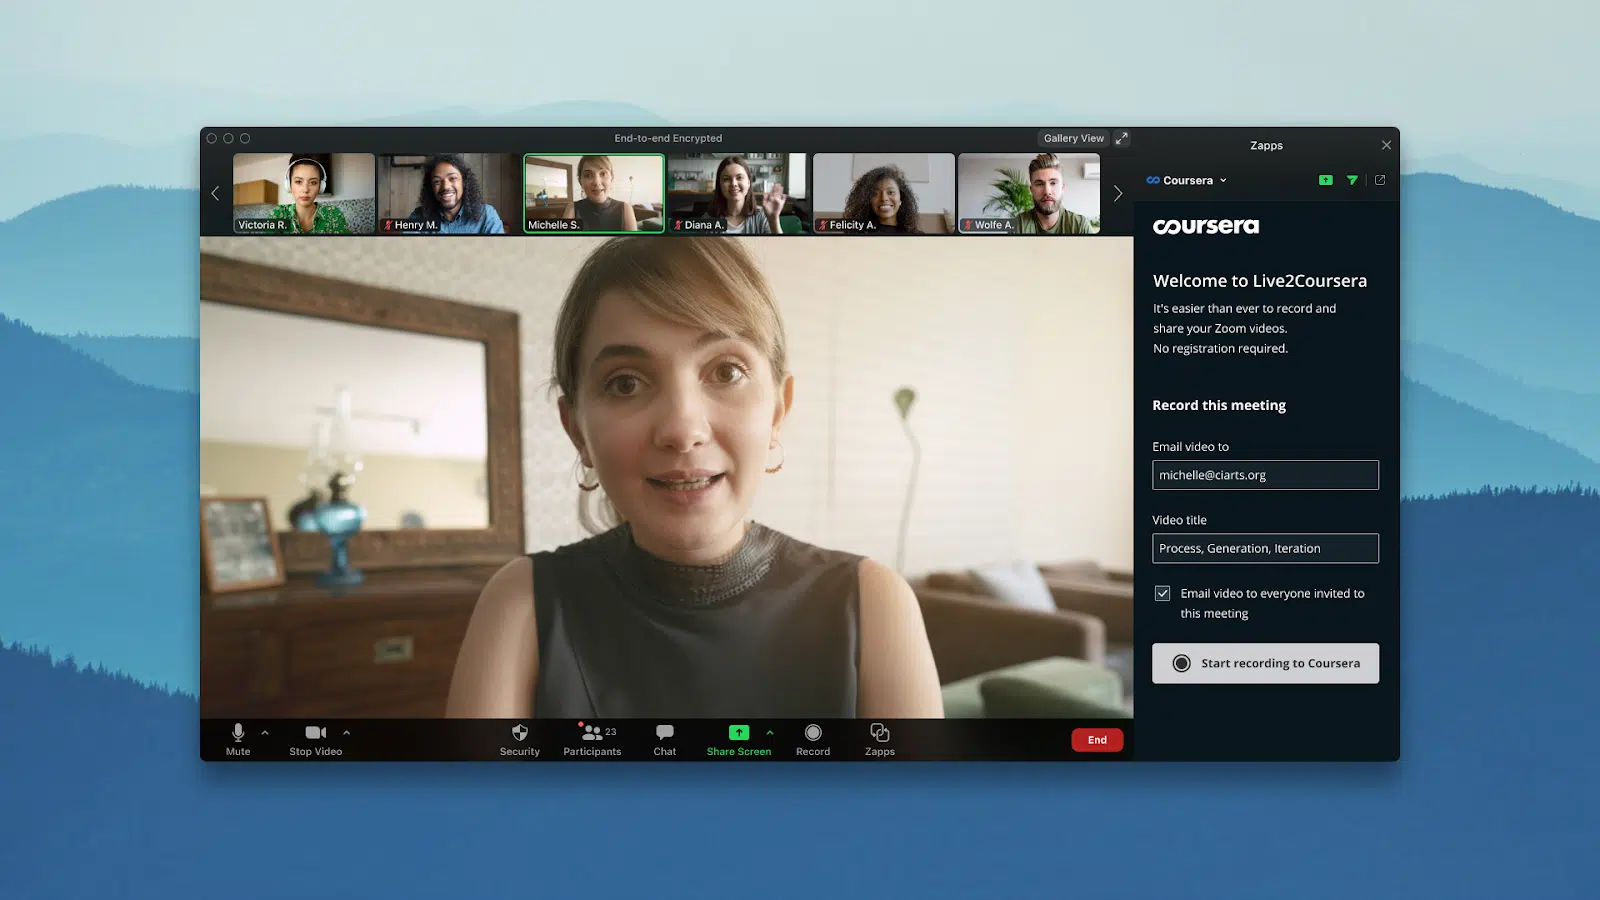 End-to-end Encrypted
Gallery View
Victoria R.
Henry M.
Michelle S.
Diana A.
Felicity A.
Wolfe A.
Mute
Stop Video
Security
Participants
23
Chat
Share Screen
Record
Zapps
End
Zapps
Coursera
coursera
Welcome to Live2Coursera
It's easier than ever to record and
share your Zoom videos.
No registration required.
Record this meeting
Email video to
michelle@ciarts.org
Video title
Process, Generation, Iteration
Email video to everyone invited to
this meeting
Start recording to Coursera